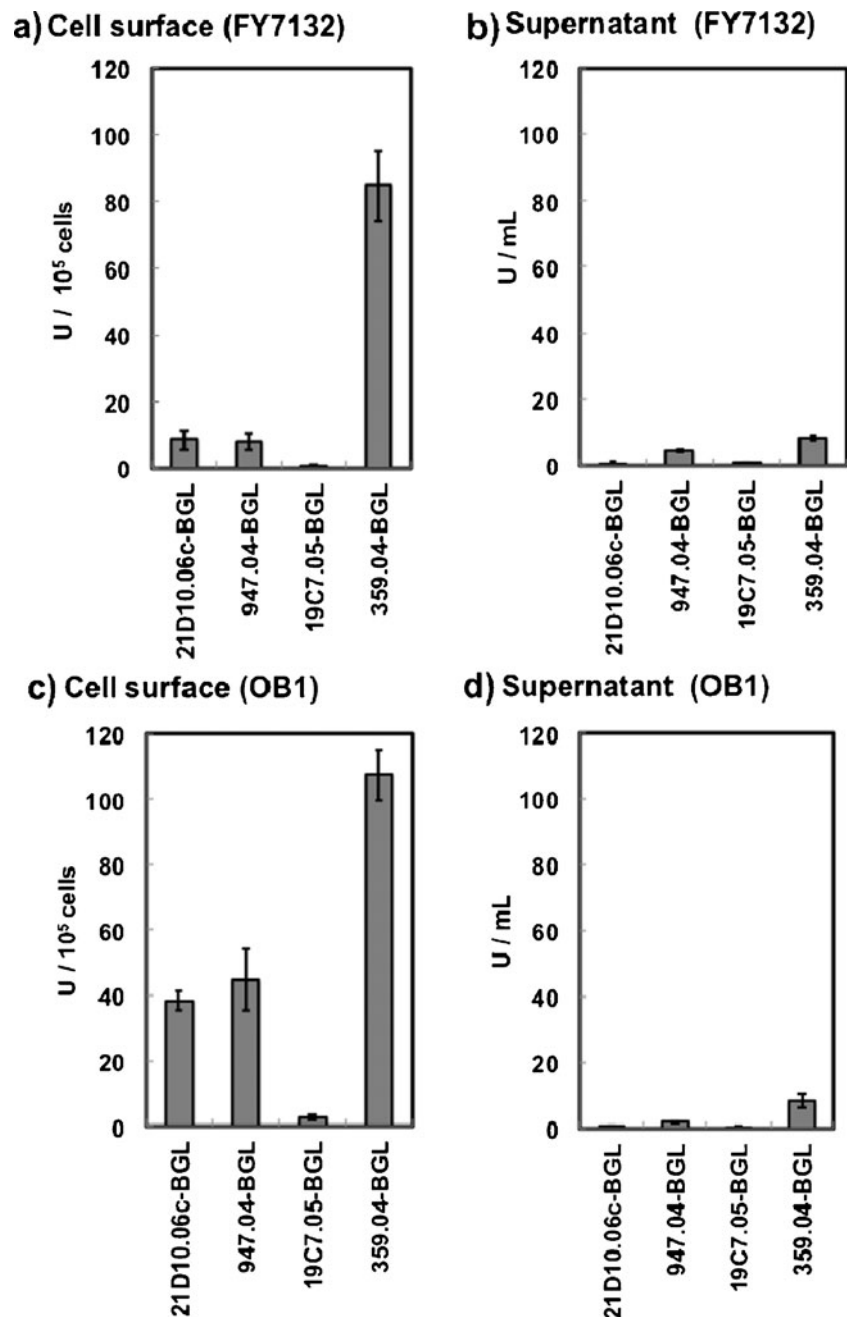 a) Cell surface (FY7132)
120
100
80
60
40
20
0
U / 10⁵ cells
21D10.06c-BGL
947.04-BGL
19C7.05-BGL
359.04-BGL
b) Supernatant (FY7132)
120
100
80
60
40
20
0
U / mL
21D10.06c-BGL
947.04-BGL
19C7.05-BGL
359.04-BGL
c) Cell surface (OB1)
120
100
80
60
40
20
0
U / 10⁵ cells
21D10.06c-BGL
947.04-BGL
19C7.05-BGL
359.04-BGL
d) Supernatant (OB1)
120
100
80
60
40
20
0
U / mL
21D10.06c-BGL
947.04-BGL
19C7.05-BGL
359.04-BGL